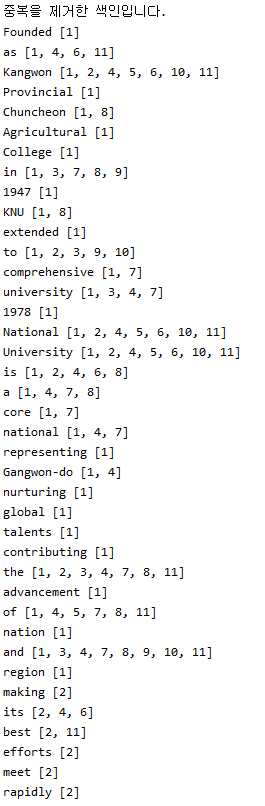 중복을 제거한 색인입니다.
Founded [1]
as [1, 4, 6, 11]
Kangwon [1, 2, 4, 5, 6, 10, 11]
Provincial [1]
Chuncheon [1, 8]
Agricultural [1]
College [1]
in [1, 3, 7, 8, 9]
1947 [1]
KNU [1, 8]
extended [1]
to [1, 2, 3, 9, 10]
comprehensive [1, 7]
university [1, 3, 4, 7]
1978 [1]
National [1, 2, 4, 5, 6, 10, 11]
University [1, 2, 4, 5, 6, 10, 11]
is [1, 2, 4, 6, 8]
a [1, 4, 7, 8]
core [1, 7]
national [1, 4, 7]
representing [1]
Gangwon-do [1, 4]
nurturing [1]
global [1]
talents [1]
contributing [1]
the [1, 2, 3, 4, 7, 8, 11]
advancement [1]
of [1, 4, 5, 7, 8, 11]
nation [1]
and [1, 3, 4, 7, 8, 9, 10, 11]
region [1]
making [2]
its [2, 4, 6]
best [2, 11]
efforts [2]
meet [2]
rapidly [2]